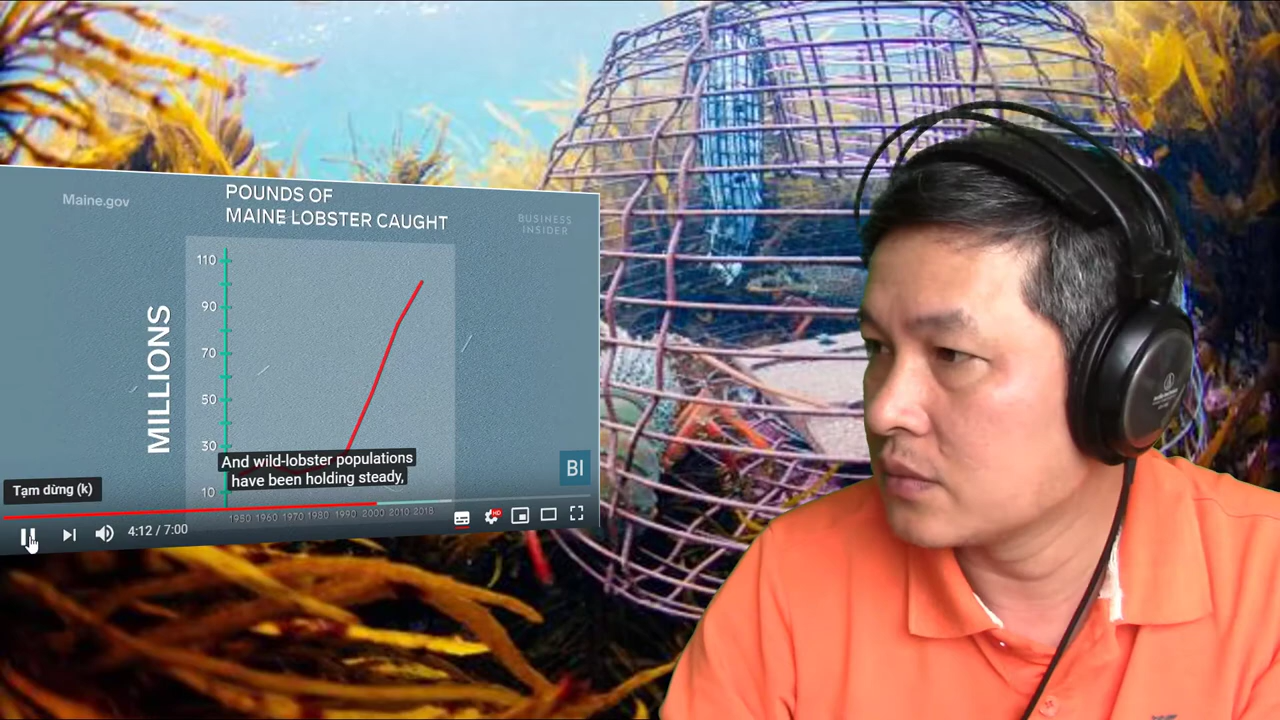 Maine.gov
POUNDS OF
MAINE LOBSTER CAUGHT
BUSINESS
INSIDER
MILLIONS
110
90
70
50
30
10
And wild-lobster populations
have been holding steady,
BI
Tạm dừng (k)
1950 1960 1970 1980 1990 2000 2010 2018
4:12 / 7:00
HD